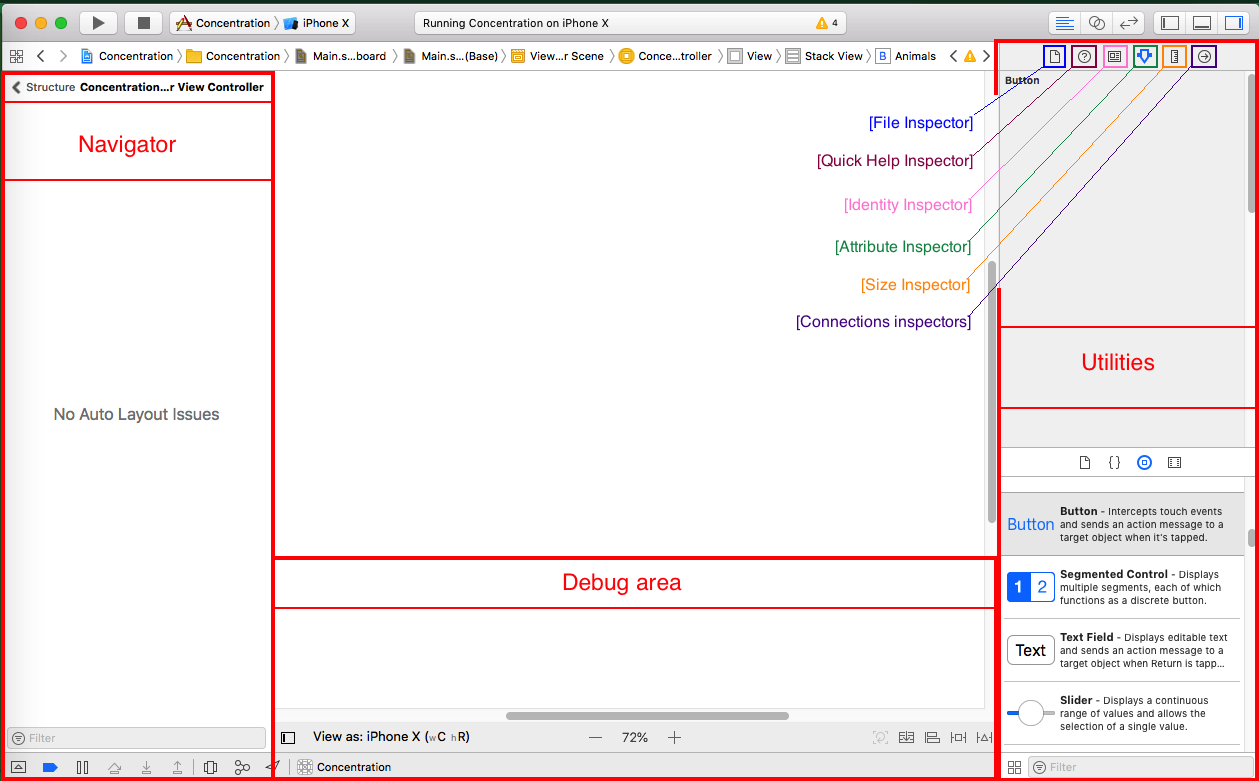 Concentration iPhone X
Running Concentration on iPhone X
4
Concentration Concentration Main.s...board Main.s...(Base) View...r Scene Conce...troller View Stack View B Animals
Structure Concentration...r View Controller
Button
[File Inspector]
Navigator
[Quick Help Inspector]
[Identity Inspector]
[Attribute Inspector]
[Size Inspector]
[Connections inspectors]
Utilities
No Auto Layout Issues
{}
Button
Button - Intercepts touch events
and sends an action message to a
target object when it's tapped.
1 2
Segmented Control - Displays
multiple segments, each of which
functions as a discrete button.
Debug area
Text
Text Field - Displays editable text
and sends an action message to a
target object when Return is tapp...
Slider - Displays a continuous
range of values and allows the
selection of a single value.
Filter
View as: iPhone X (wC hR)
72%
Concentration
Filter